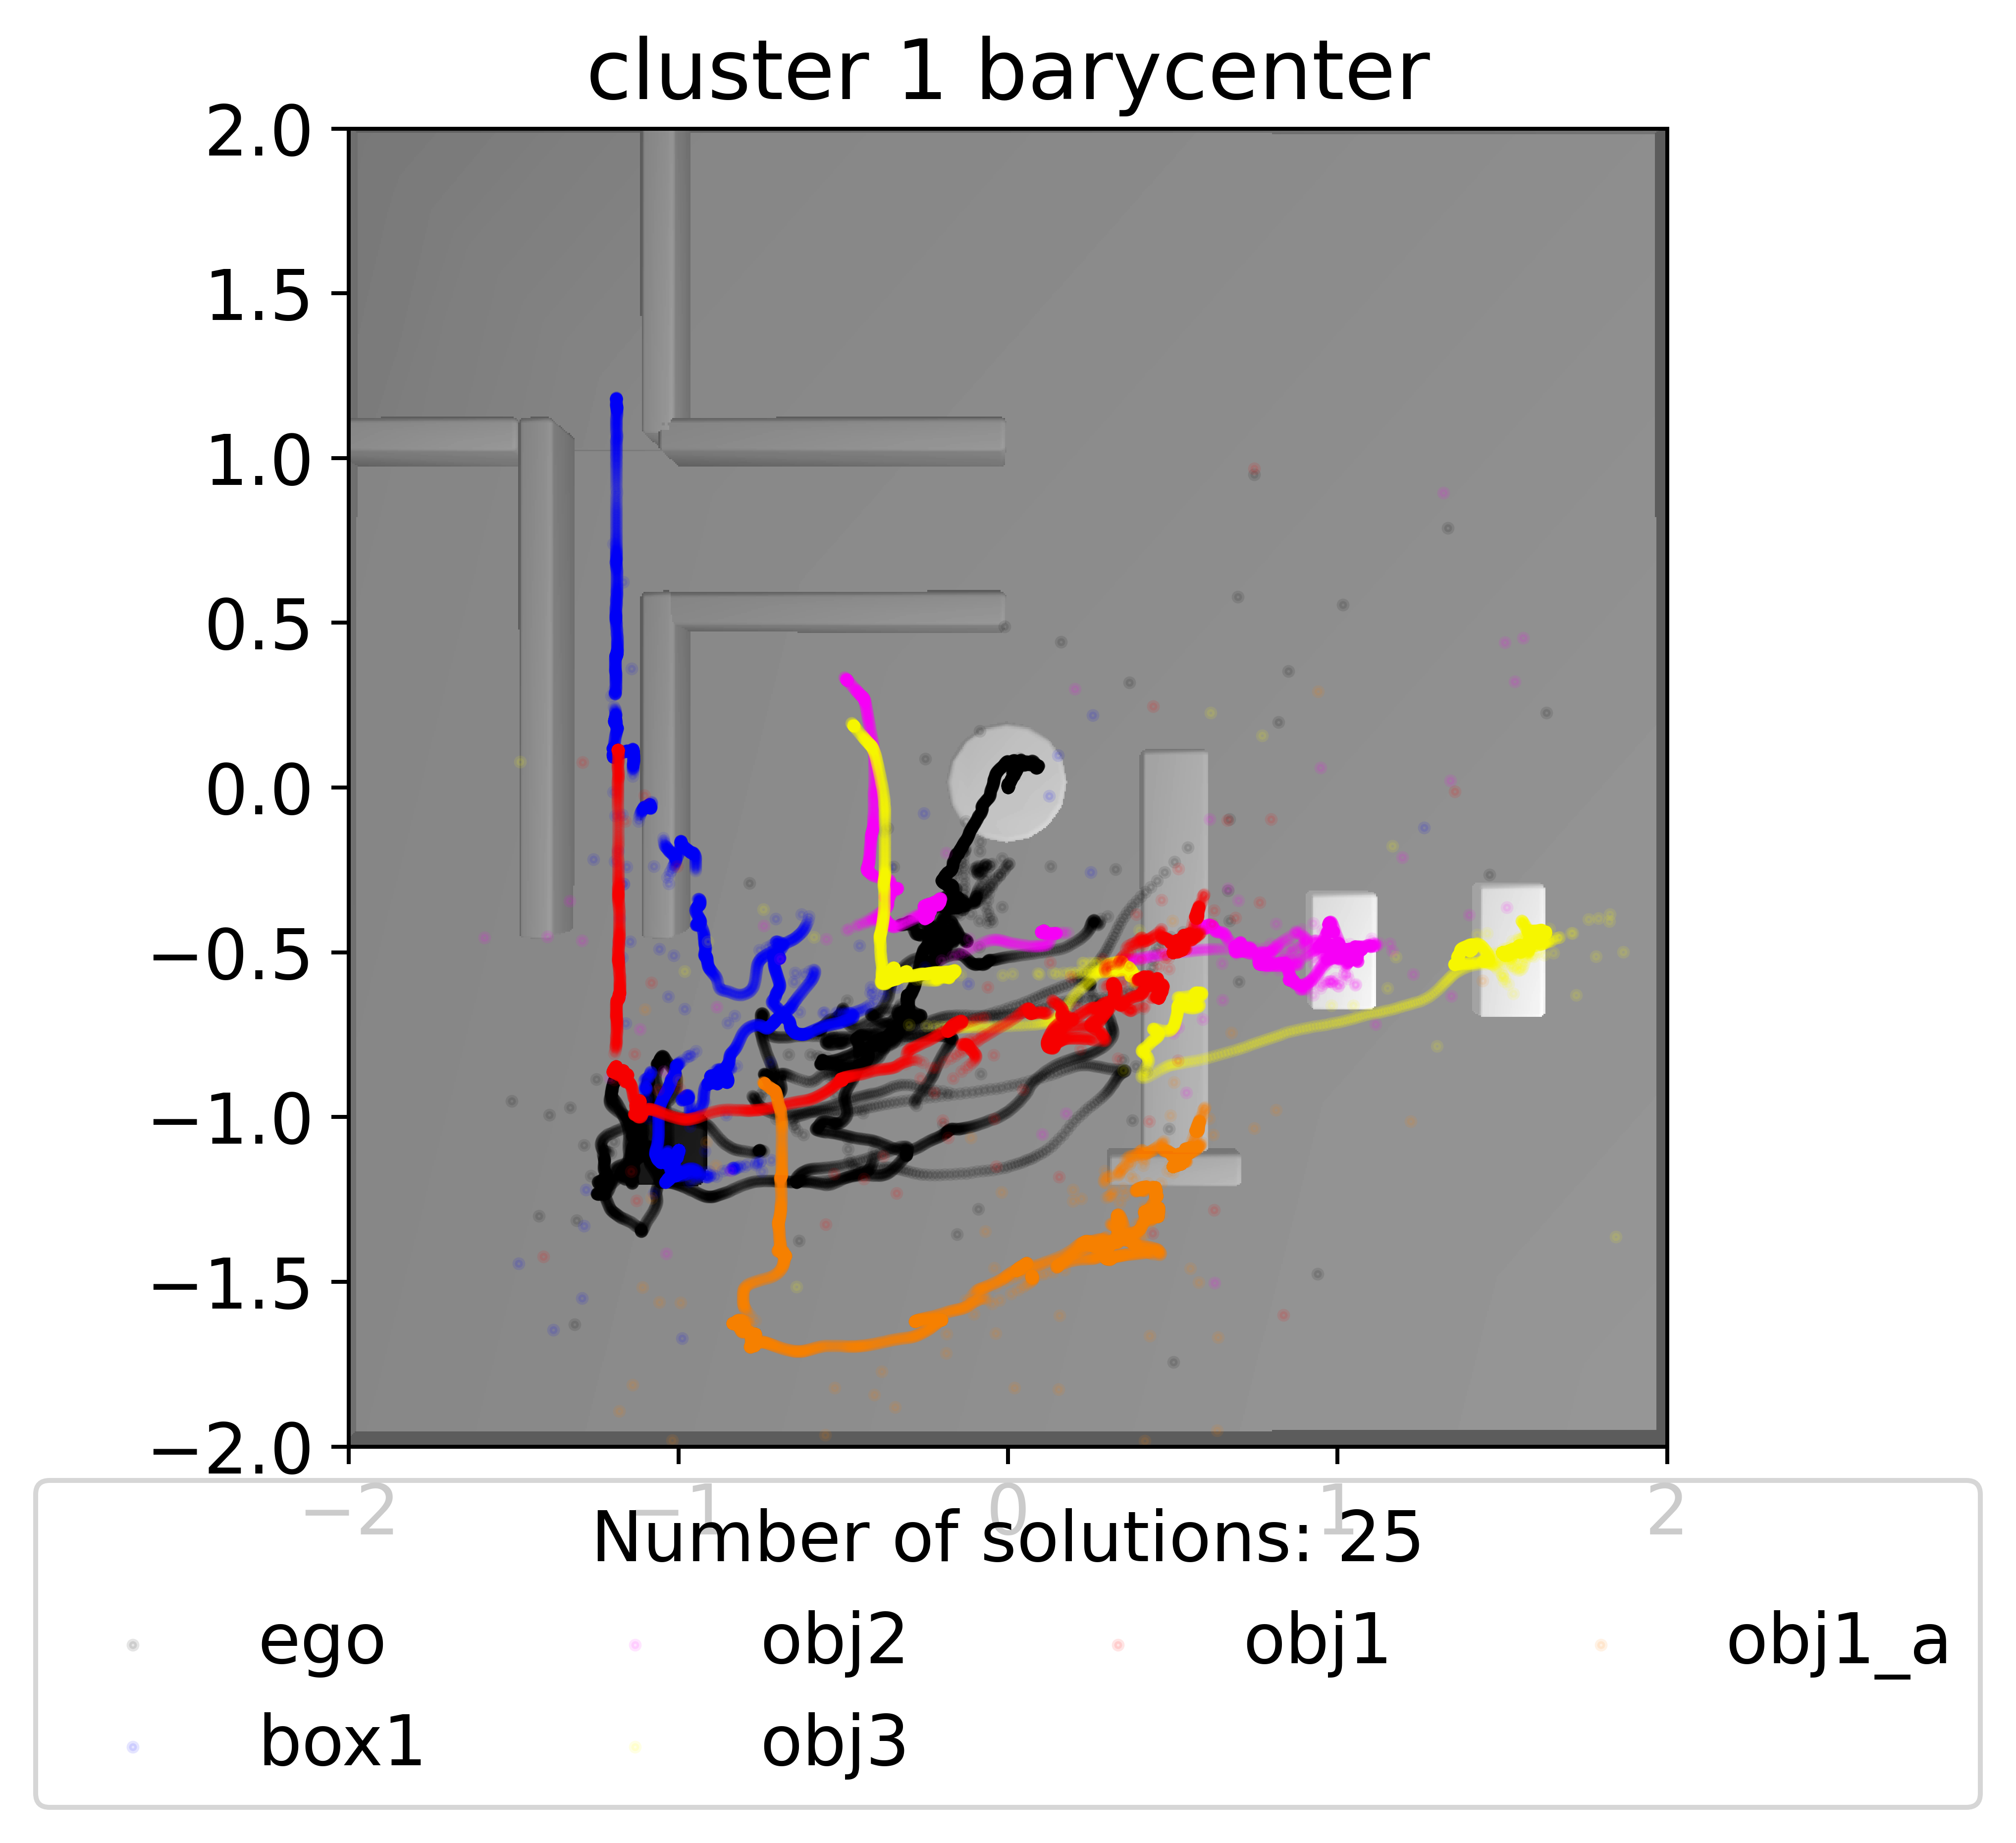 cluster 1 barycenter
2.0
1.5
1.0
0.5
0.0
−0.5
−1.0
−1.5
−2.0
−2 −1 0 1 2
Number of solutions: 25
ego obj2 obj1 obj1_a
box1 obj3